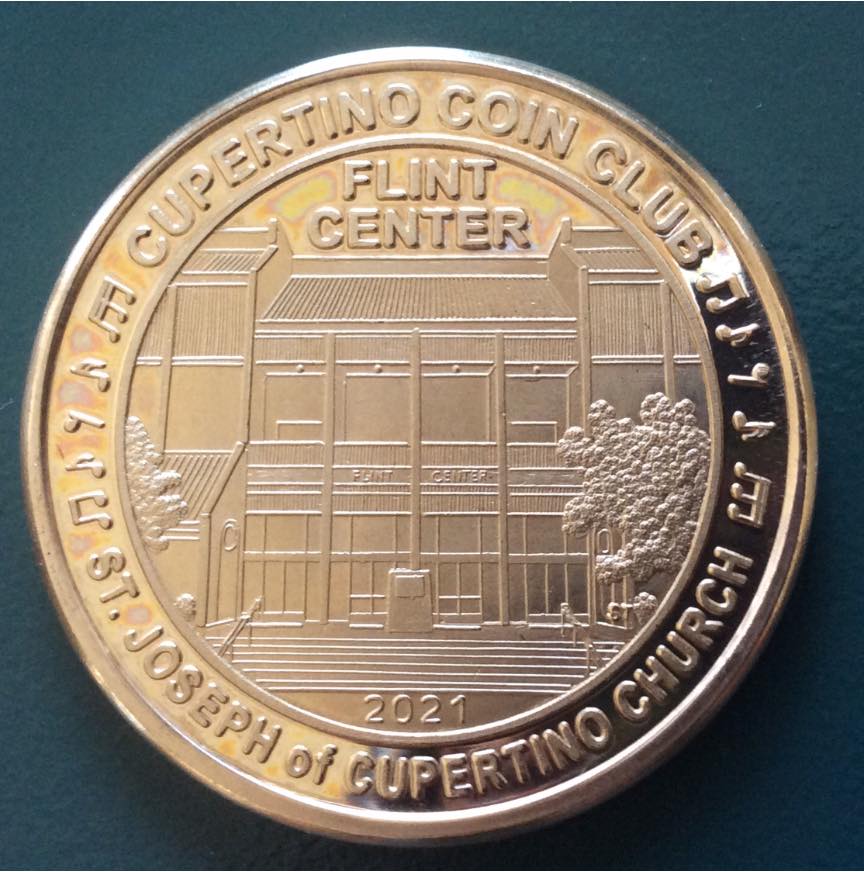 CUPERTINO COIN CLUB
FLINT
CENTER
FLINT CENTER
2021
ST. JOSEPH of CUPERTINO CHURCH